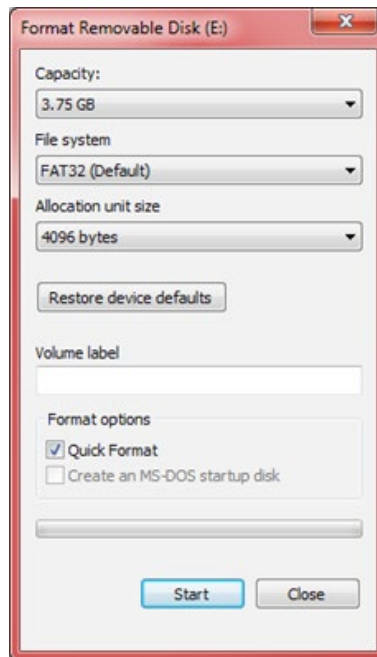 Format Removable Disk (E:)
Capacity:
3.75 GB
File system
FAT32 (Default)
Allocation unit size
4096 bytes
Restore device defaults
Volume label
Format options
Quick Format
Create an MS-DOS startup disk
Start Close